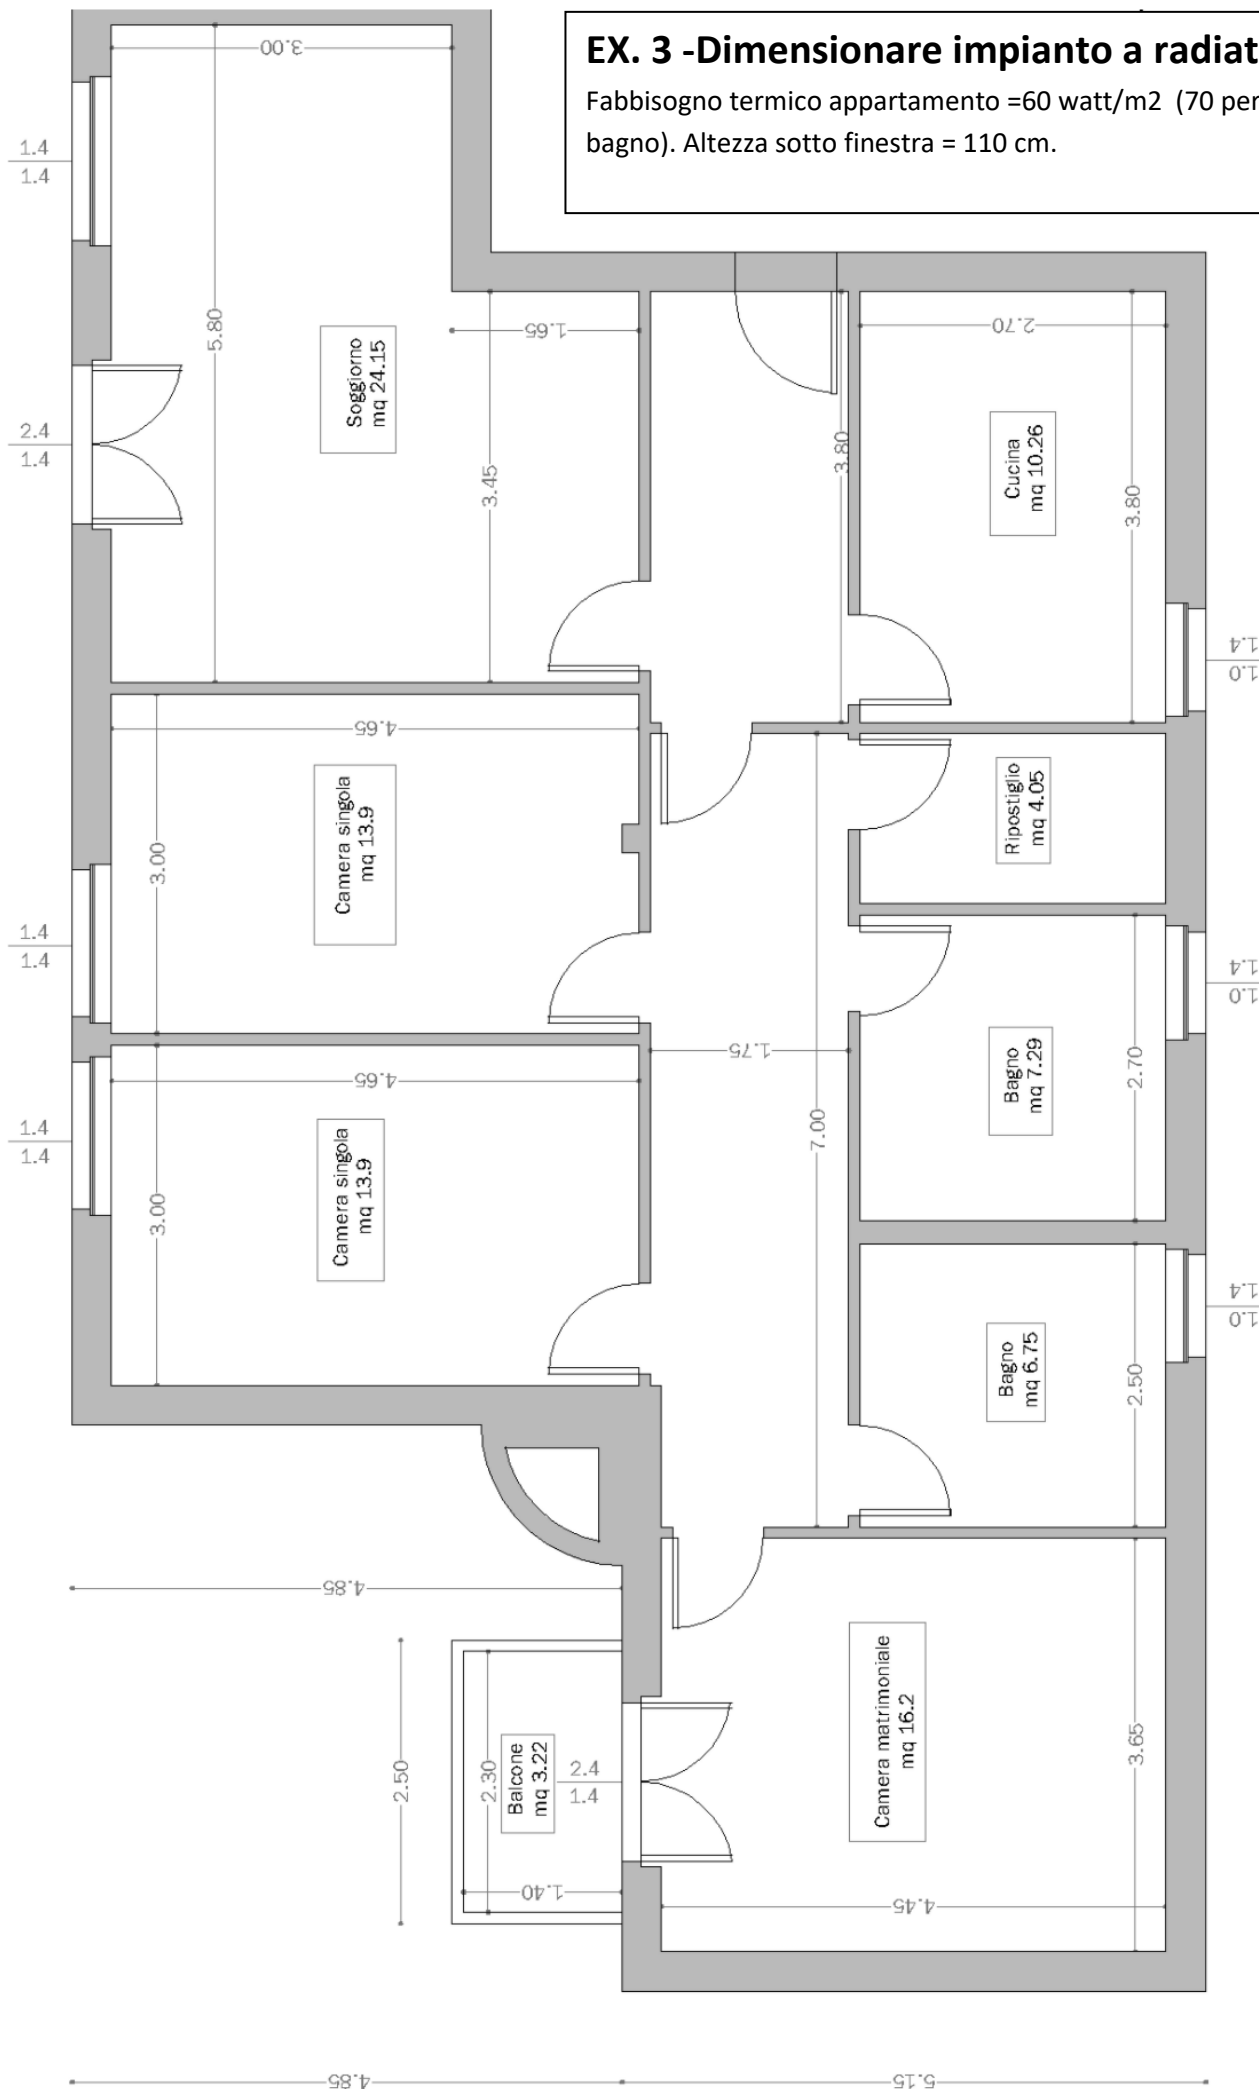 EX. 3 -Dimensionare impianto a radiat
Fabbisogno termico appartamento =60 watt/m2 (70 per
bagno). Altezza sotto finestra = 110 cm.
3.00
1.4
1.4
5.80
Soggiorno
mq 24.15
1.65
2.70
2.4
1.4
3.45
3.80
Cucina
mq 10.26
3.80
1.4
1.0
4.65
Camera singola
mq 13.9
3.00
Ripostiglio
mq 4.05
1.4
1.4
1.4
1.0
1.75
Bagno
mq 7.29
2.70
4.65
7.00
1.4
1.4
Camera singola
mq 13.9
3.00
1.4
1.0
Bagno
mq 6.75
2.50
4.85
Camera matrimoniale
mq 16.2
3.65
2.50
2.30
Balcone
mq 3.22
2.4
1.4
1.40
4.45
4.85
5.15